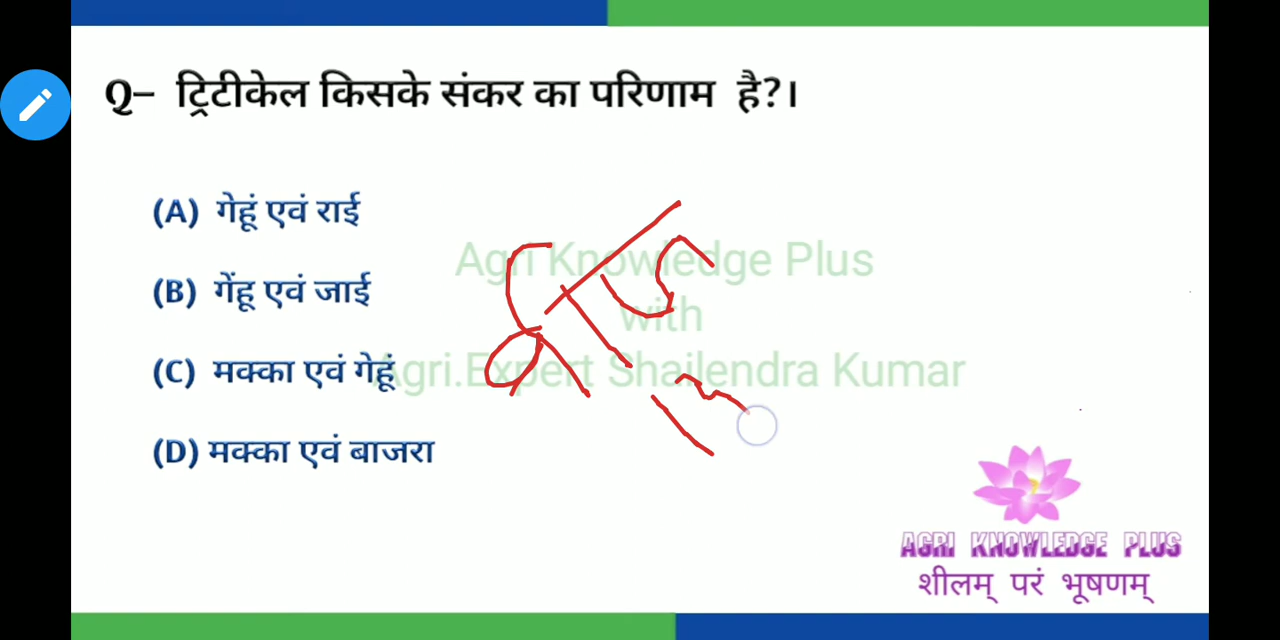 Q– ट्रिटीकेल किसके संकर का परिणाम है?।
(A) गेहूं एवं राई
(B) गेंहू एवं जाई
(C) मक्का एवं गेहूं
(D) मक्का एवं बाजरा
Agri Knowledge Plus
with
Agri.Expert Shailendra Kumar
AGRI KNOWLEDGE PLUS
शीलम् परं भूषणम्